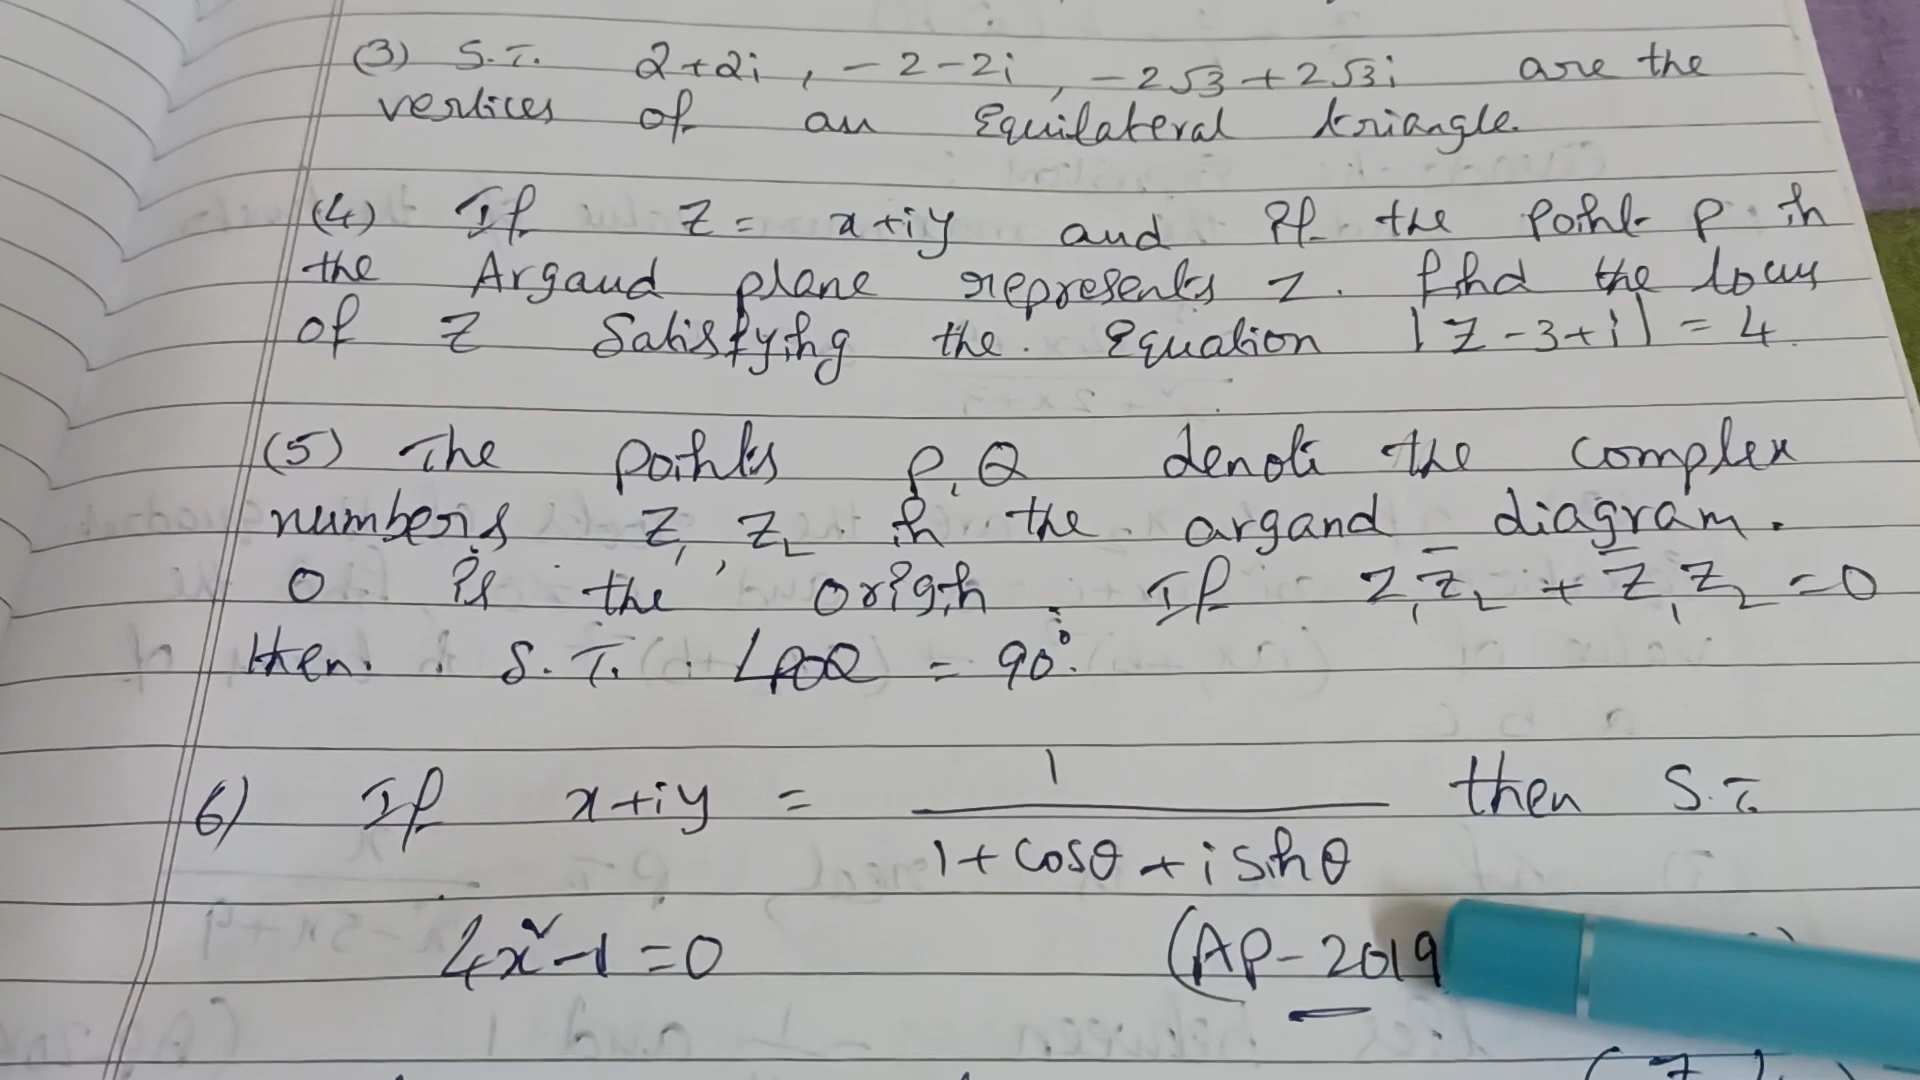 (3) S.T. 2+2i, -2-2i, -2√3+2√3i are the
vertices of an Equilateral triangle.
(4) If z = x+iy and if the point P in
the Argand plane represents z. find the locus
of z Satisfying the Equation |z-3+i| = 4.
(5) The points P, Q denote the complex
numbers z₁, z₂ in the argand diagram.
O is the origin. If z₁z̄₂ + z̄₁z₂ = 0
then. S.T. ∠POQ = 90°.
6) If x+iy = 1/(1+cosθ+i sinθ) then S.T.
4x²-1=0 (AP-2019